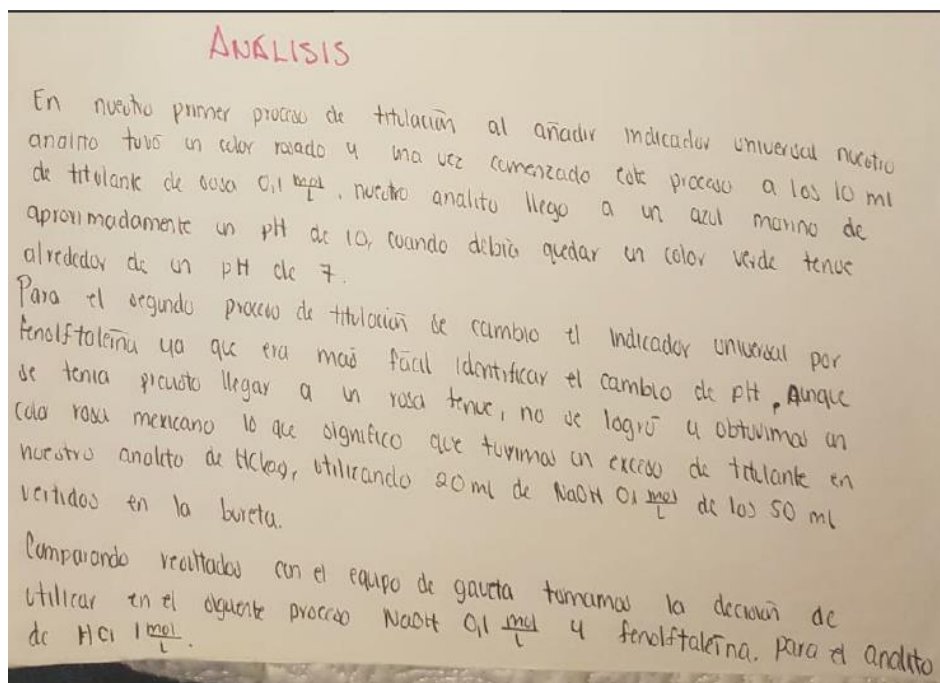 ANÁLISIS
En nuestro primer proceso de titulación al añadir indicador universal nuestro
analito tuvo un color rosado y una vez comenzado este proceso a los 10 ml
de titulante de sosa 0,1 mol/L, nuestro analito llego a un azul marino de
aproximadamente un pH de 10, cuando debia quedar un color verde tenue
alrededor de un pH de 7.
Para el segundo proceso de titulación se cambio el indicador universal por
fenolftaleína ya que era mas fácil identificar el cambio de pH, Aunque
se tenia previsto llegar a un rosa tenue, no se logró y obtuvimos un
color rosa mexicano lo que significo que tuvimos un exceso de titulante en
nuestro analito de HCl(aq), utilizando 20 ml de NaOH 0,1 mol/L de los 50 ml
vertidos en la bureta.
Comparando resultados con el equipo de gaveta tomamos la decisión de
utilizar en el siguiente proceso NaOH 0,1 mol/L y fenolftaleína, para el analito
de HCl 1 mol/L.